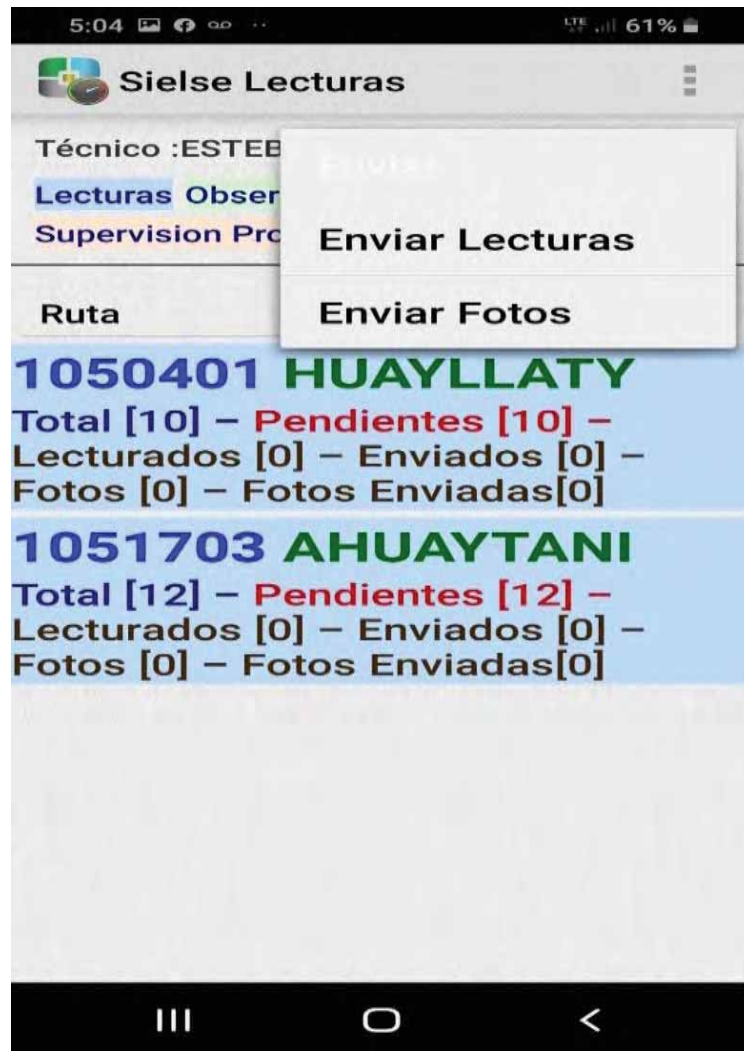 5:04
LTE 61%
Sielse Lecturas
Técnico :ESTEB
Lecturas Obser
Supervision Pro
Enviar
Enviar Lecturas
Enviar Fotos
Ruta
1050401 HUAYLLATY
Total [10] – Pendientes [10] –
Lecturados [0] – Enviados [0] –
Fotos [0] – Fotos Enviadas[0]
1051703 AHUAYTANI
Total [12] – Pendientes [12] –
Lecturados [0] – Enviados [0] –
Fotos [0] – Fotos Enviadas[0]